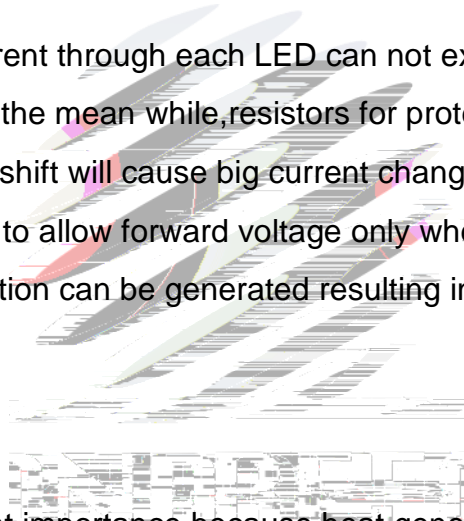 rent through each LED can not ex
the mean while,resistors for prote
shift will cause big current chang
to allow forward voltage only whe
tion can be generated resulting in
t importance because heat gene